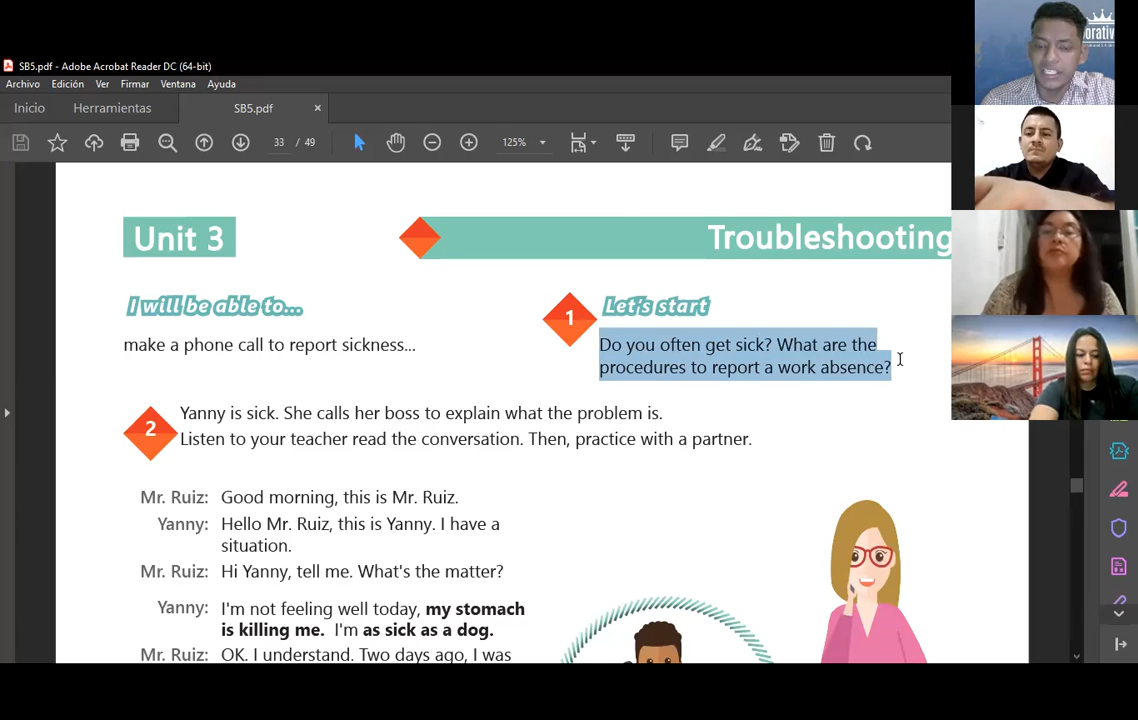 SB5.pdf - Adobe Acrobat Reader DC (64-bit)
Archivo Edición Ver Firmar Ventana Ayuda
Inicio Herramientas SB5.pdf ×
33 / 49 125%
Unit 3 Troubleshooting
I will be able to...
make a phone call to report sickness...
1 Let's start
Do you often get sick? What are the
procedures to report a work absence?
2 Yanny is sick. She calls her boss to explain what the problem is.
Listen to your teacher read the conversation. Then, practice with a partner.
Mr. Ruiz: Good morning, this is Mr. Ruiz.
Yanny: Hello Mr. Ruiz, this is Yanny. I have a
situation.
Mr. Ruiz: Hi Yanny, tell me. What's the matter?
Yanny: I'm not feeling well today, my stomach
is killing me. I'm as sick as a dog.
Mr. Ruiz: OK. I understand. Two days ago, I was